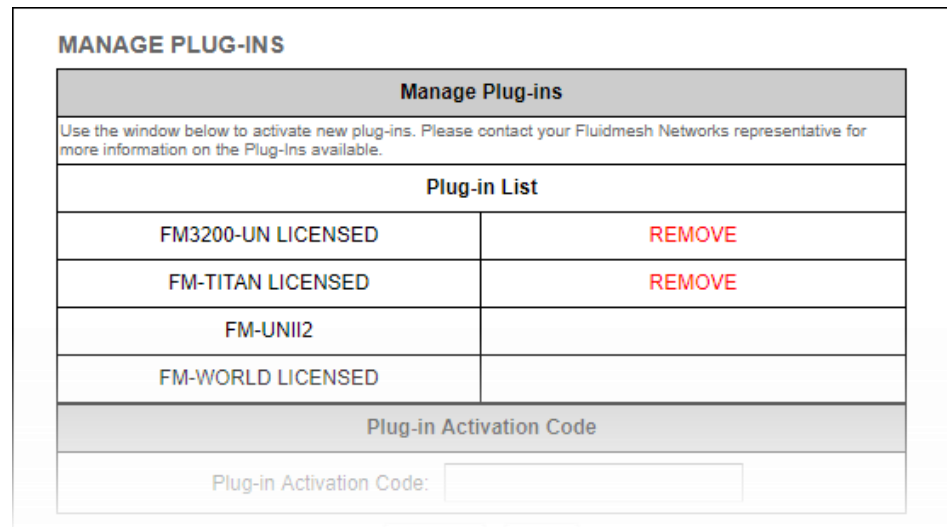 MANAGE PLUG-INS
Manage Plug-ins
Use the window below to activate new plug-ins. Please contact your Fluidmesh Networks representative for
more information on the Plug-Ins available.
Plug-in List
FM3200-UN LICENSED REMOVE
FM-TITAN LICENSED REMOVE
FM-UNII2
FM-WORLD LICENSED
Plug-in Activation Code
Plug-in Activation Code: